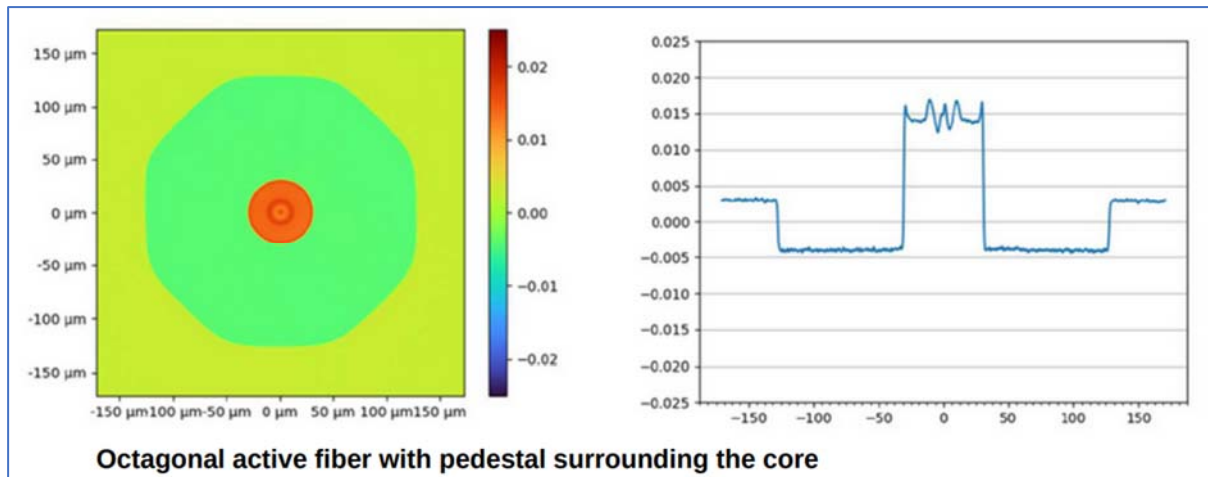 150 μm
100 μm
50 μm
0 μm
-50 μm
-100 μm
-150 μm
-150 μm100 μm-50 μm 0 μm 50 μm 100 μm150 μm
0.02
0.01
0.00
−0.01
−0.02
0.025
0.020
0.015
0.010
0.005
0.000
−0.005
−0.010
−0.015
−0.020
−0.025
−150 −100 −50 0 50 100 150
Octagonal active fiber with pedestal surrounding the core